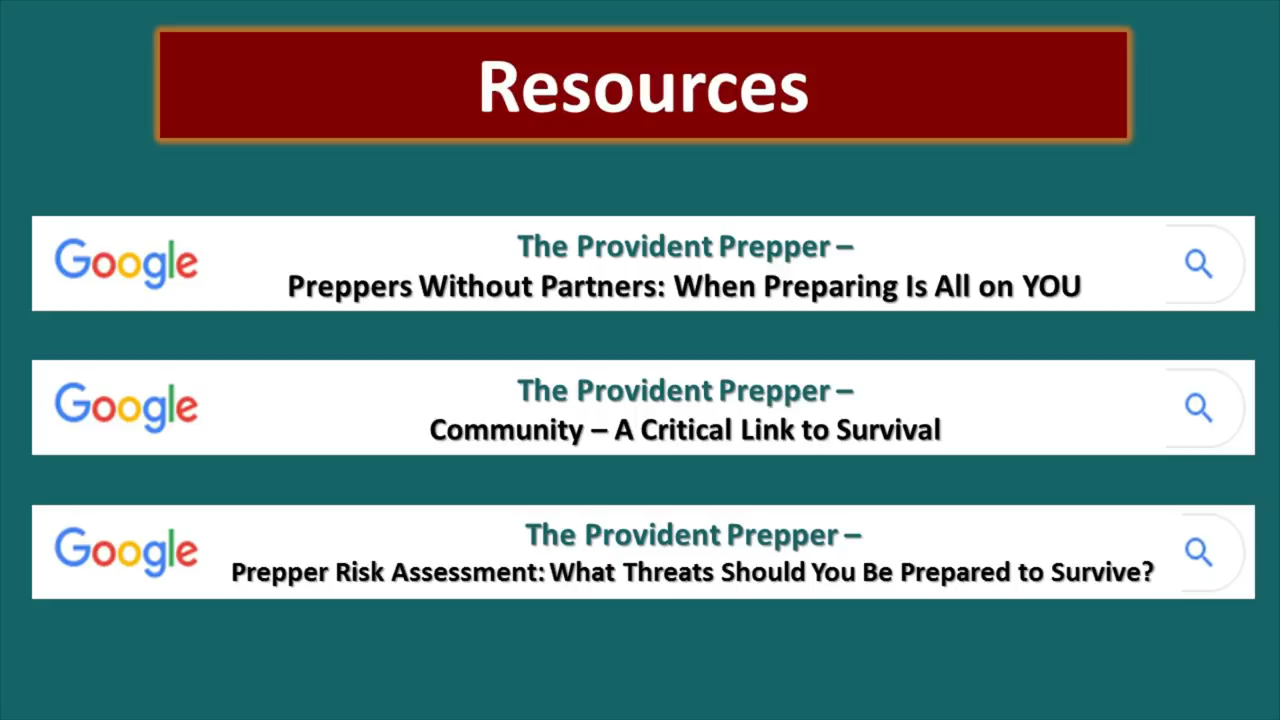 Resources
Google
The Provident Prepper –
Preppers Without Partners: When Preparing Is All on YOU
Google
The Provident Prepper –
Community – A Critical Link to Survival
Google
The Provident Prepper –
Prepper Risk Assessment: What Threats Should You Be Prepared to Survive?